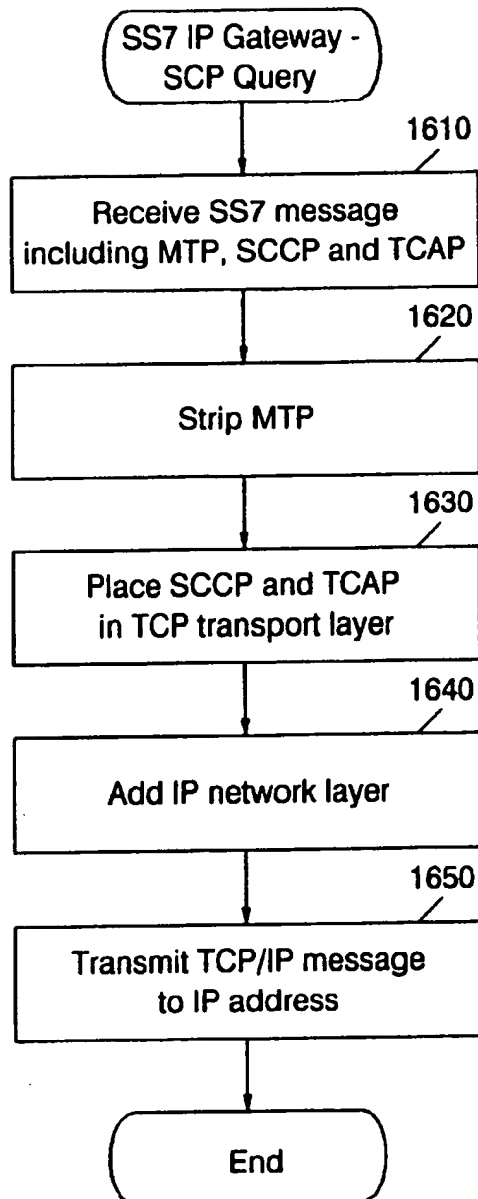 SS7 IP Gateway -
SCP Query
1610
Receive SS7 message
including MTP, SCCP and TCAP
1620
Strip MTP
1630
Place SCCP and TCAP
in TCP transport layer
1640
Add IP network layer
1650
Transmit TCP/IP message
to IP address
End